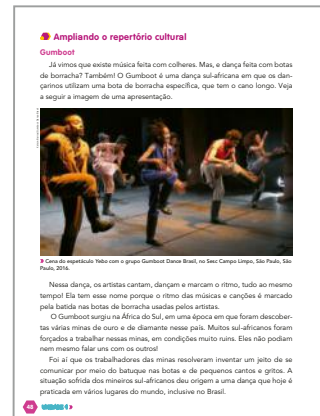 Ampliando o repertório cultural
Gumboot
Já vimos que existe música feita com colheres. Mas, e dança feita com botas
de borracha? Também! O Gumboot é uma dança sul-africana em que os dan-
çarinos utilizam uma bota de borracha específica, que tem o cano longo. Veja
a seguir a imagem de uma apresentação.
Cena do espetáculo Yebo com o grupo Gumboot Dance Brasil, no Sesc Campo Limpo, São Paulo, São
Paulo, 2016.
Nessa dança, os artistas cantam, dançam e marcam o ritmo, tudo ao mesmo
tempo! Ela tem esse nome porque o ritmo das músicas e canções é marcado
pela batida nas botas de borracha usadas pelos artistas.
O Gumboot surgiu na África do Sul, em uma época em que foram descober-
tas várias minas de ouro e de diamante nesse país. Muitos sul-africanos foram
forçados a trabalhar nessas minas, em condições muito ruins. Eles não podiam
nem mesmo falar uns com os outros!
Foi aí que os trabalhadores das minas resolveram inventar um jeito de se
comunicar por meio do batuque nas botas e de pequenos cantos e gritos. A
situação sofrida dos mineiros sul-africanos deu origem a uma dança que hoje é
praticada em vários lugares do mundo, inclusive no Brasil.
48